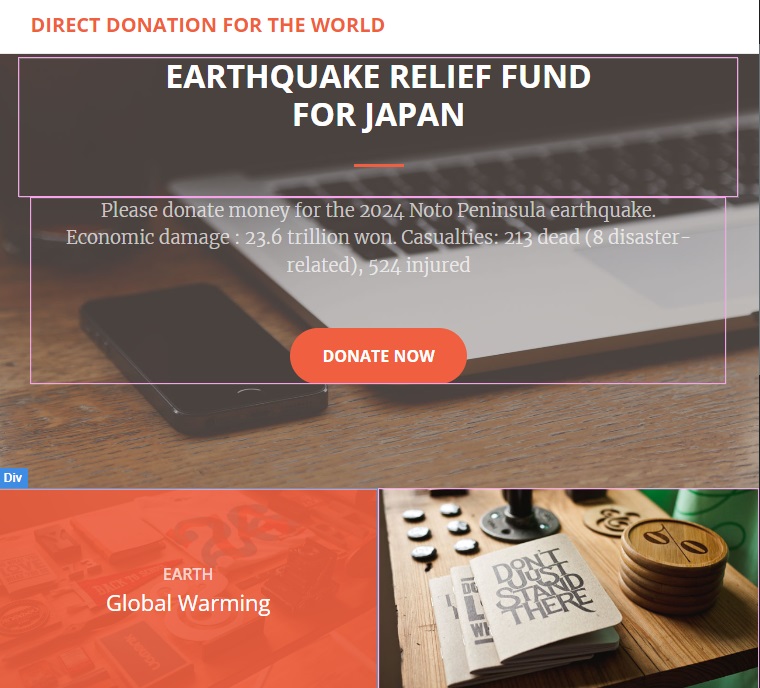 DIRECT DONATION FOR THE WORLD
EARTHQUAKE RELIEF FUND
FOR JAPAN
Please donate money for the 2024 Noto Peninsula earthquake.
Economic damage : 23.6 trillion won. Casualties: 213 dead (8 disaster-
related), 524 injured
DONATE NOW
Div
EARTH
Global Warming
DON'T
JUST
STAND
THERE
%